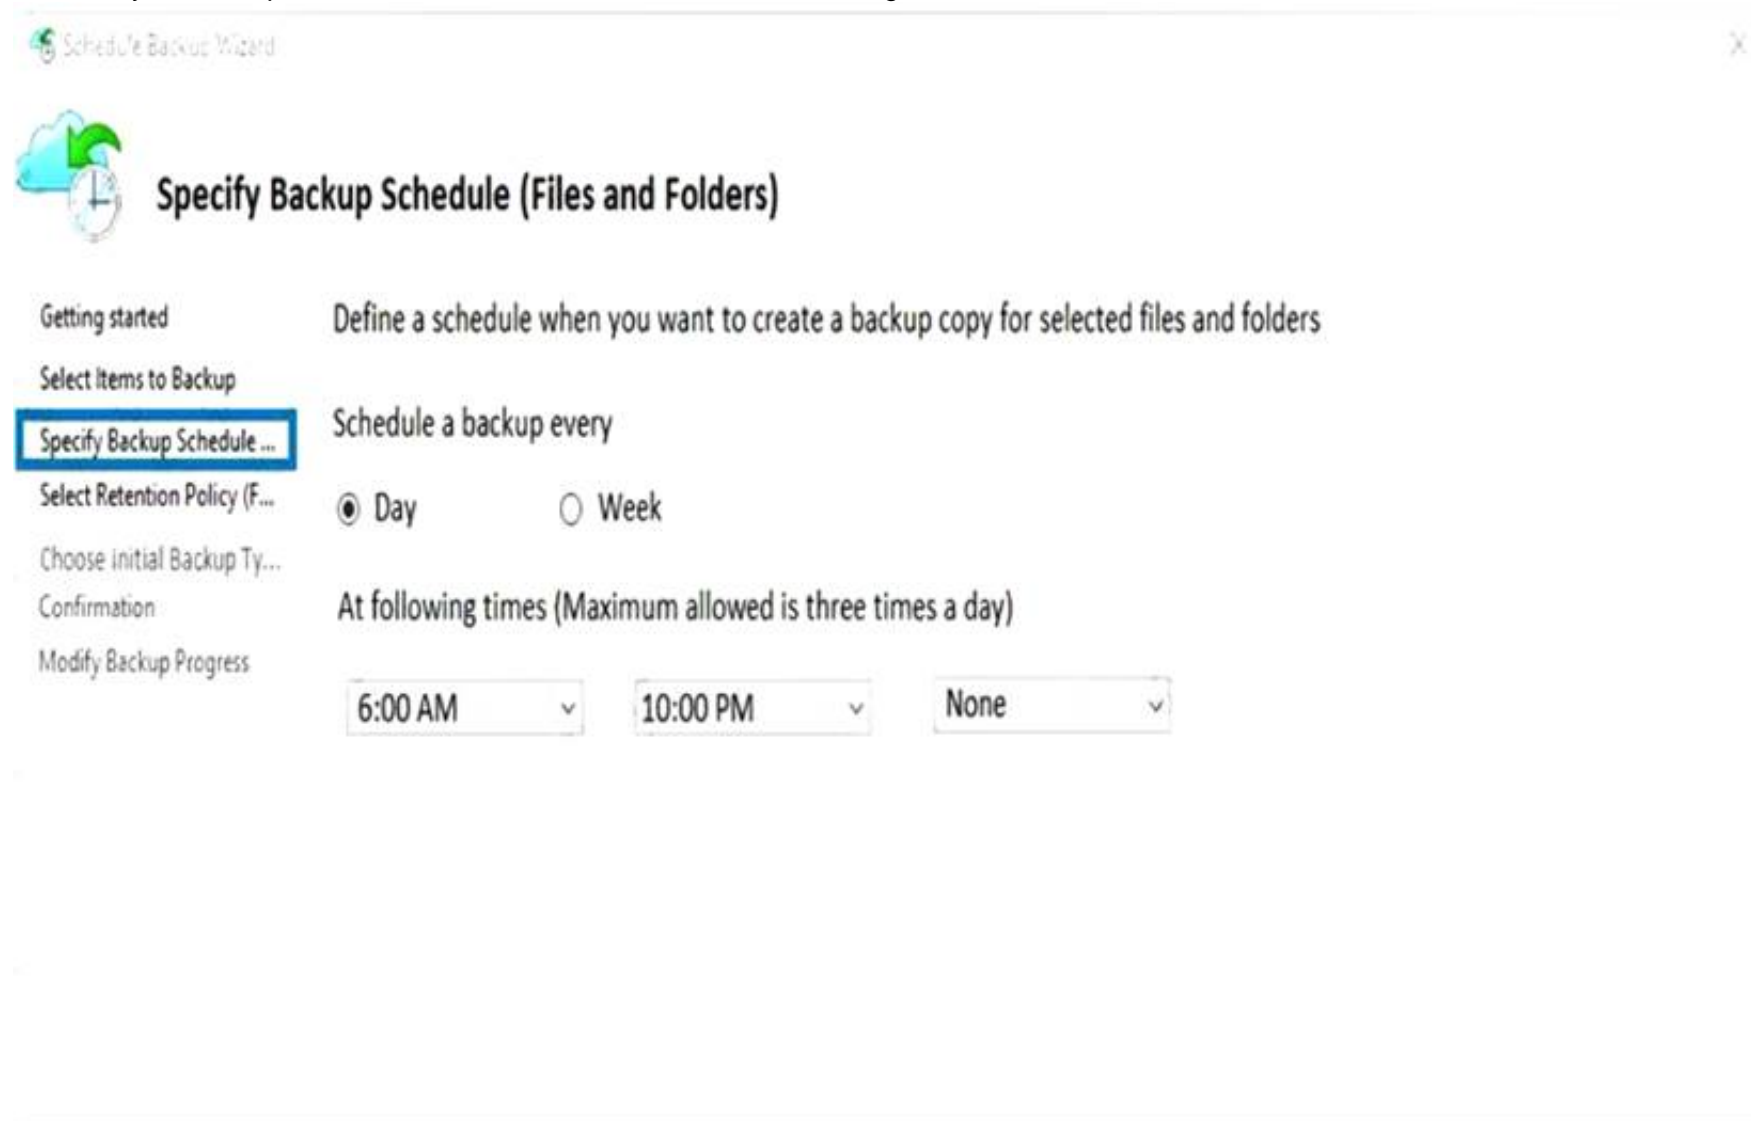 Schedule Backup Wizard
Specify Backup Schedule (Files and Folders)
Getting started
Select Items to Backup
Specify Backup Schedule ...
Select Retention Policy (F...
Choose initial Backup Ty...
Confirmation
Modify Backup Progress
Define a schedule when you want to create a backup copy for selected files and folders
Schedule a backup every
Day Week
At following times (Maximum allowed is three times a day)
6:00 AM 10:00 PM None